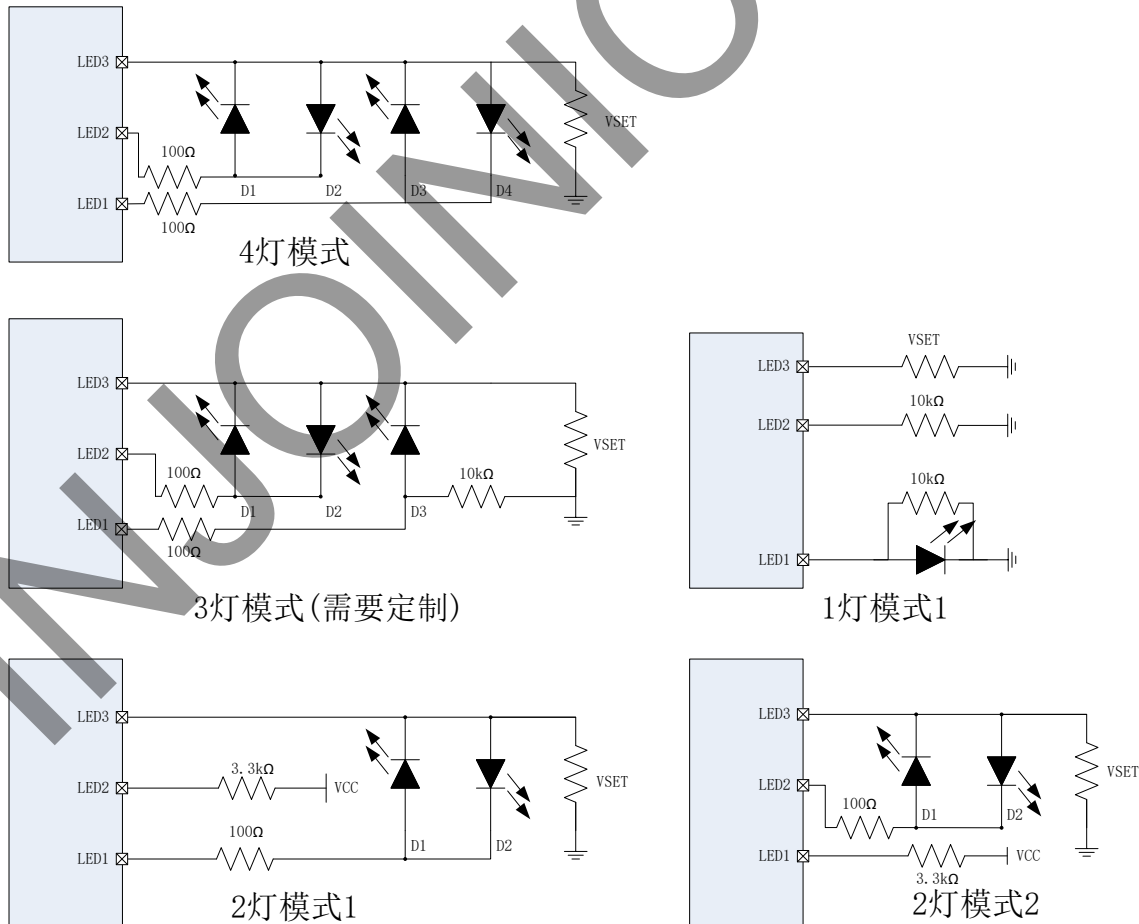 LED3
VSET
LED2
100Ω
D1
D2
D3
D4
LED1
100Ω
4灯模式
LED3
VSET
LED2
100Ω
10kΩ
D1
D2
D3
LED1
100Ω
3灯模式(需要定制)
VSET
LED3
10kΩ
LED2
10kΩ
LED1
1灯模式1
LED3
VSET
3.3kΩ
LED2
VCC
100Ω
D1
D2
LED1
2灯模式1
LED3
VSET
LED2
100Ω
D1
D2
LED1
VCC
3.3kΩ
2灯模式2
INJOINIC